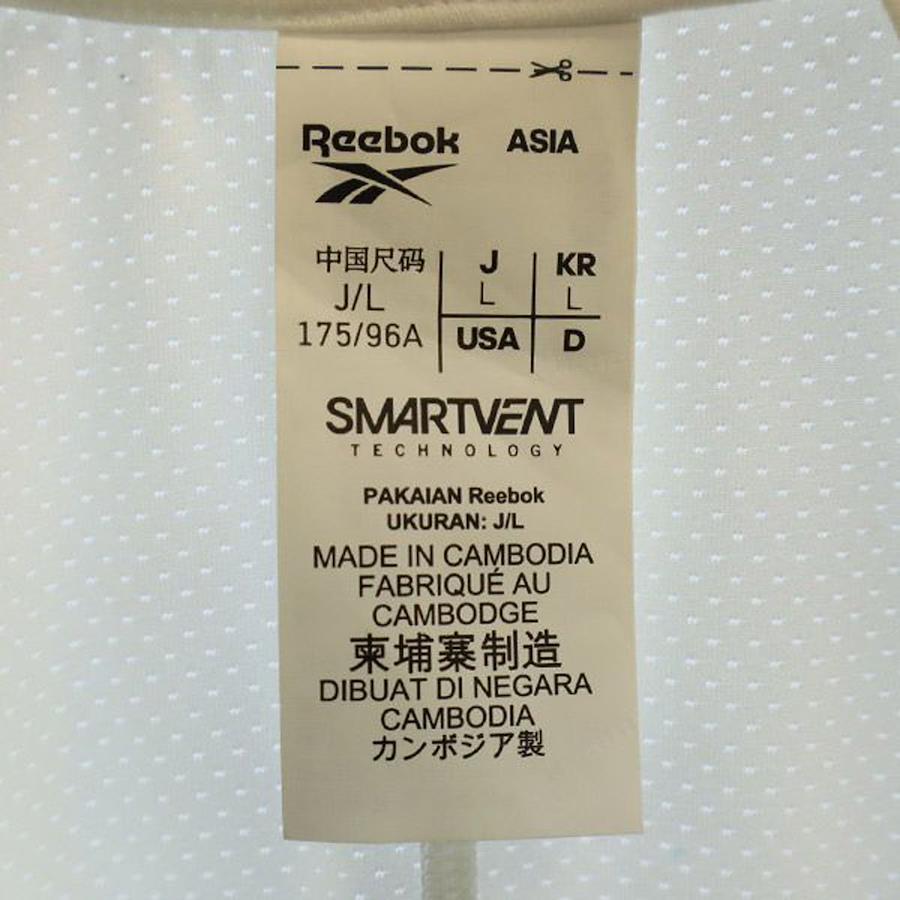 Reebok ASIA
中国尺码 J KR
J/L L L
175/96A USA D
SMARTVENT
TECHNOLOGY
PAKAIAN Reebok
UKURAN: J/L
MADE IN CAMBODIA
FABRIQUÉ AU
CAMBODGE
柬埔寨制造
DIBUAT DI NEGARA
CAMBODIA
カンボジア製